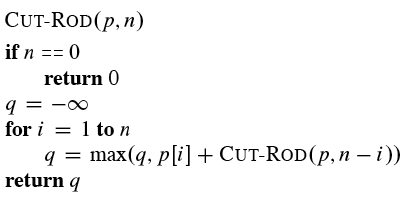 CUT-ROD(p, n)
if n == 0
return 0
q = −∞
for i = 1 to n
q = max(q, p[i] + CUT-ROD(p, n − i))
return q